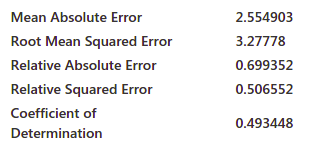 Mean Absolute Error 2.554903
Root Mean Squared Error 3.27778
Relative Absolute Error 0.699352
Relative Squared Error 0.506552
Coefficient of
Determination 0.493448